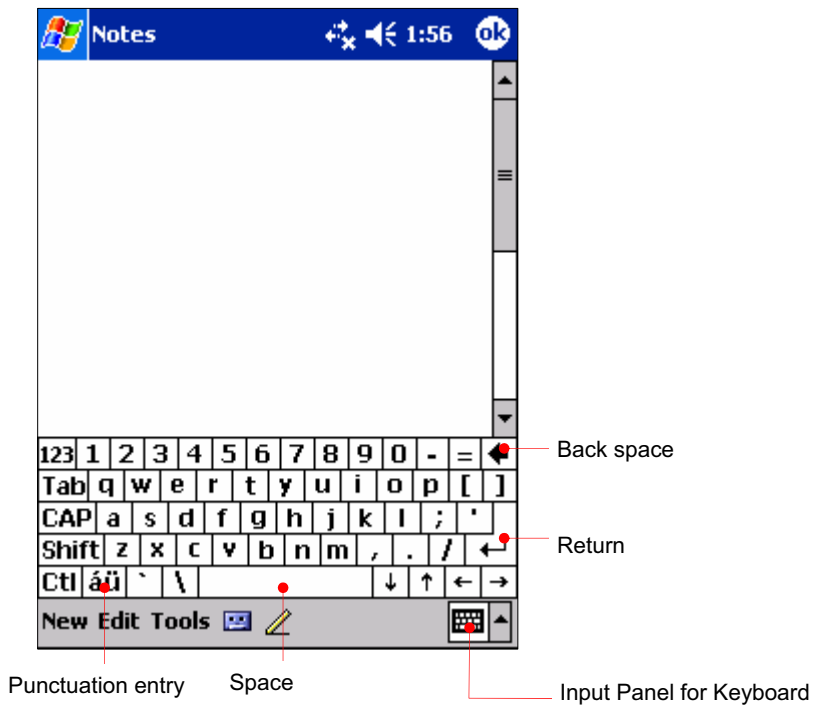 Notes 1:56 ok
123 1 2 3 4 5 6 7 8 9 0 - =
Back space
Tab q w e r t y u i o p [ ]
CAP a s d f g h j k l ; '
Shift z x c v b n m , . /
Return
Ctl áü ` \ ↓ ↑ ← →
New Edit Tools
Punctuation entry
Space
Input Panel for Keyboard